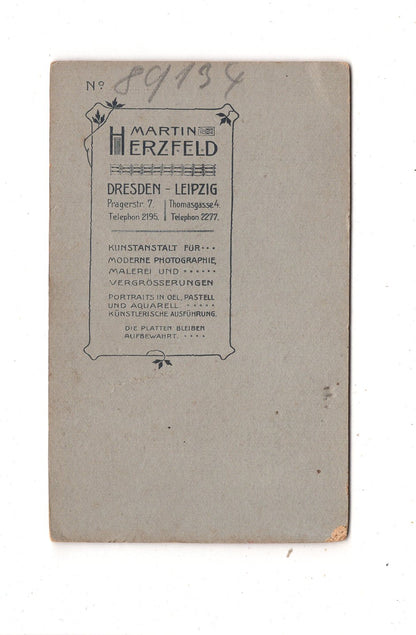 Nº 89134
MARTIN
HERZFELD
DRESDEN - LEIPZIG
Pragerstr. 7. Thomasgasse 4.
Telephon 2195. Telephon 2277.
KUNSTANSTALT FÜR
MODERNE PHOTOGRAPHIE,
MALEREI UND
VERGRÖSSERUNGEN
PORTRAITS IN OEL, PASTELL
UND AQUARELL
KÜNSTLERISCHE AUSFÜHRUNG.
DIE PLATTEN BLEIBEN
AUFBEWAHRT.